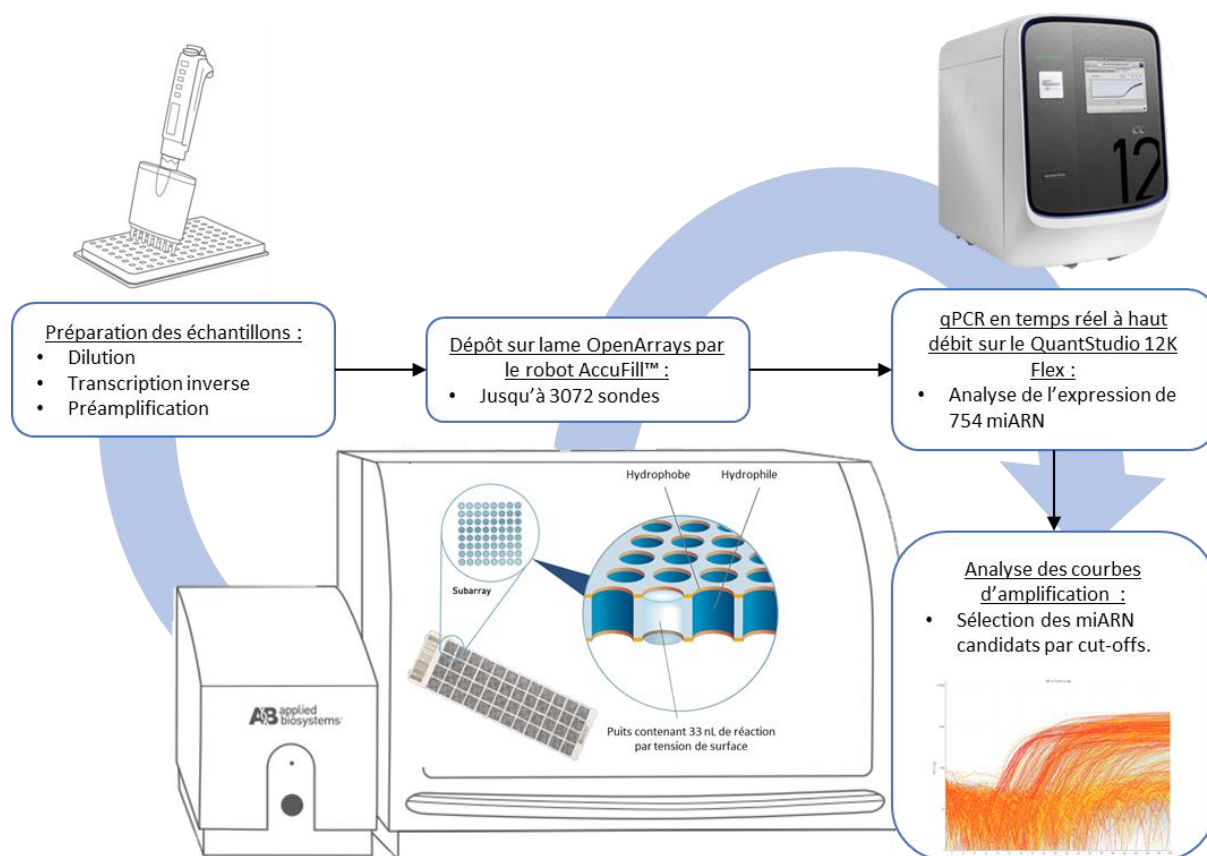 12
Préparation des échantillons :
• Dilution
• Transcription inverse
• Préamplification
Dépôt sur lame OpenArrays par
le robot AccuFill™ :
• Jusqu'à 3072 sondes
qPCR en temps réel à haut
débit sur le QuantStudio 12K
Flex :
• Analyse de l'expression de
754 miARN
Hydrophobe
Hydrophile
Subarray
Puits contenant 33 nL de réaction
par tension de surface
AB applied
biosystems
Analyse des courbes
d'amplification :
• Sélection des miARN
candidats par cut-offs.